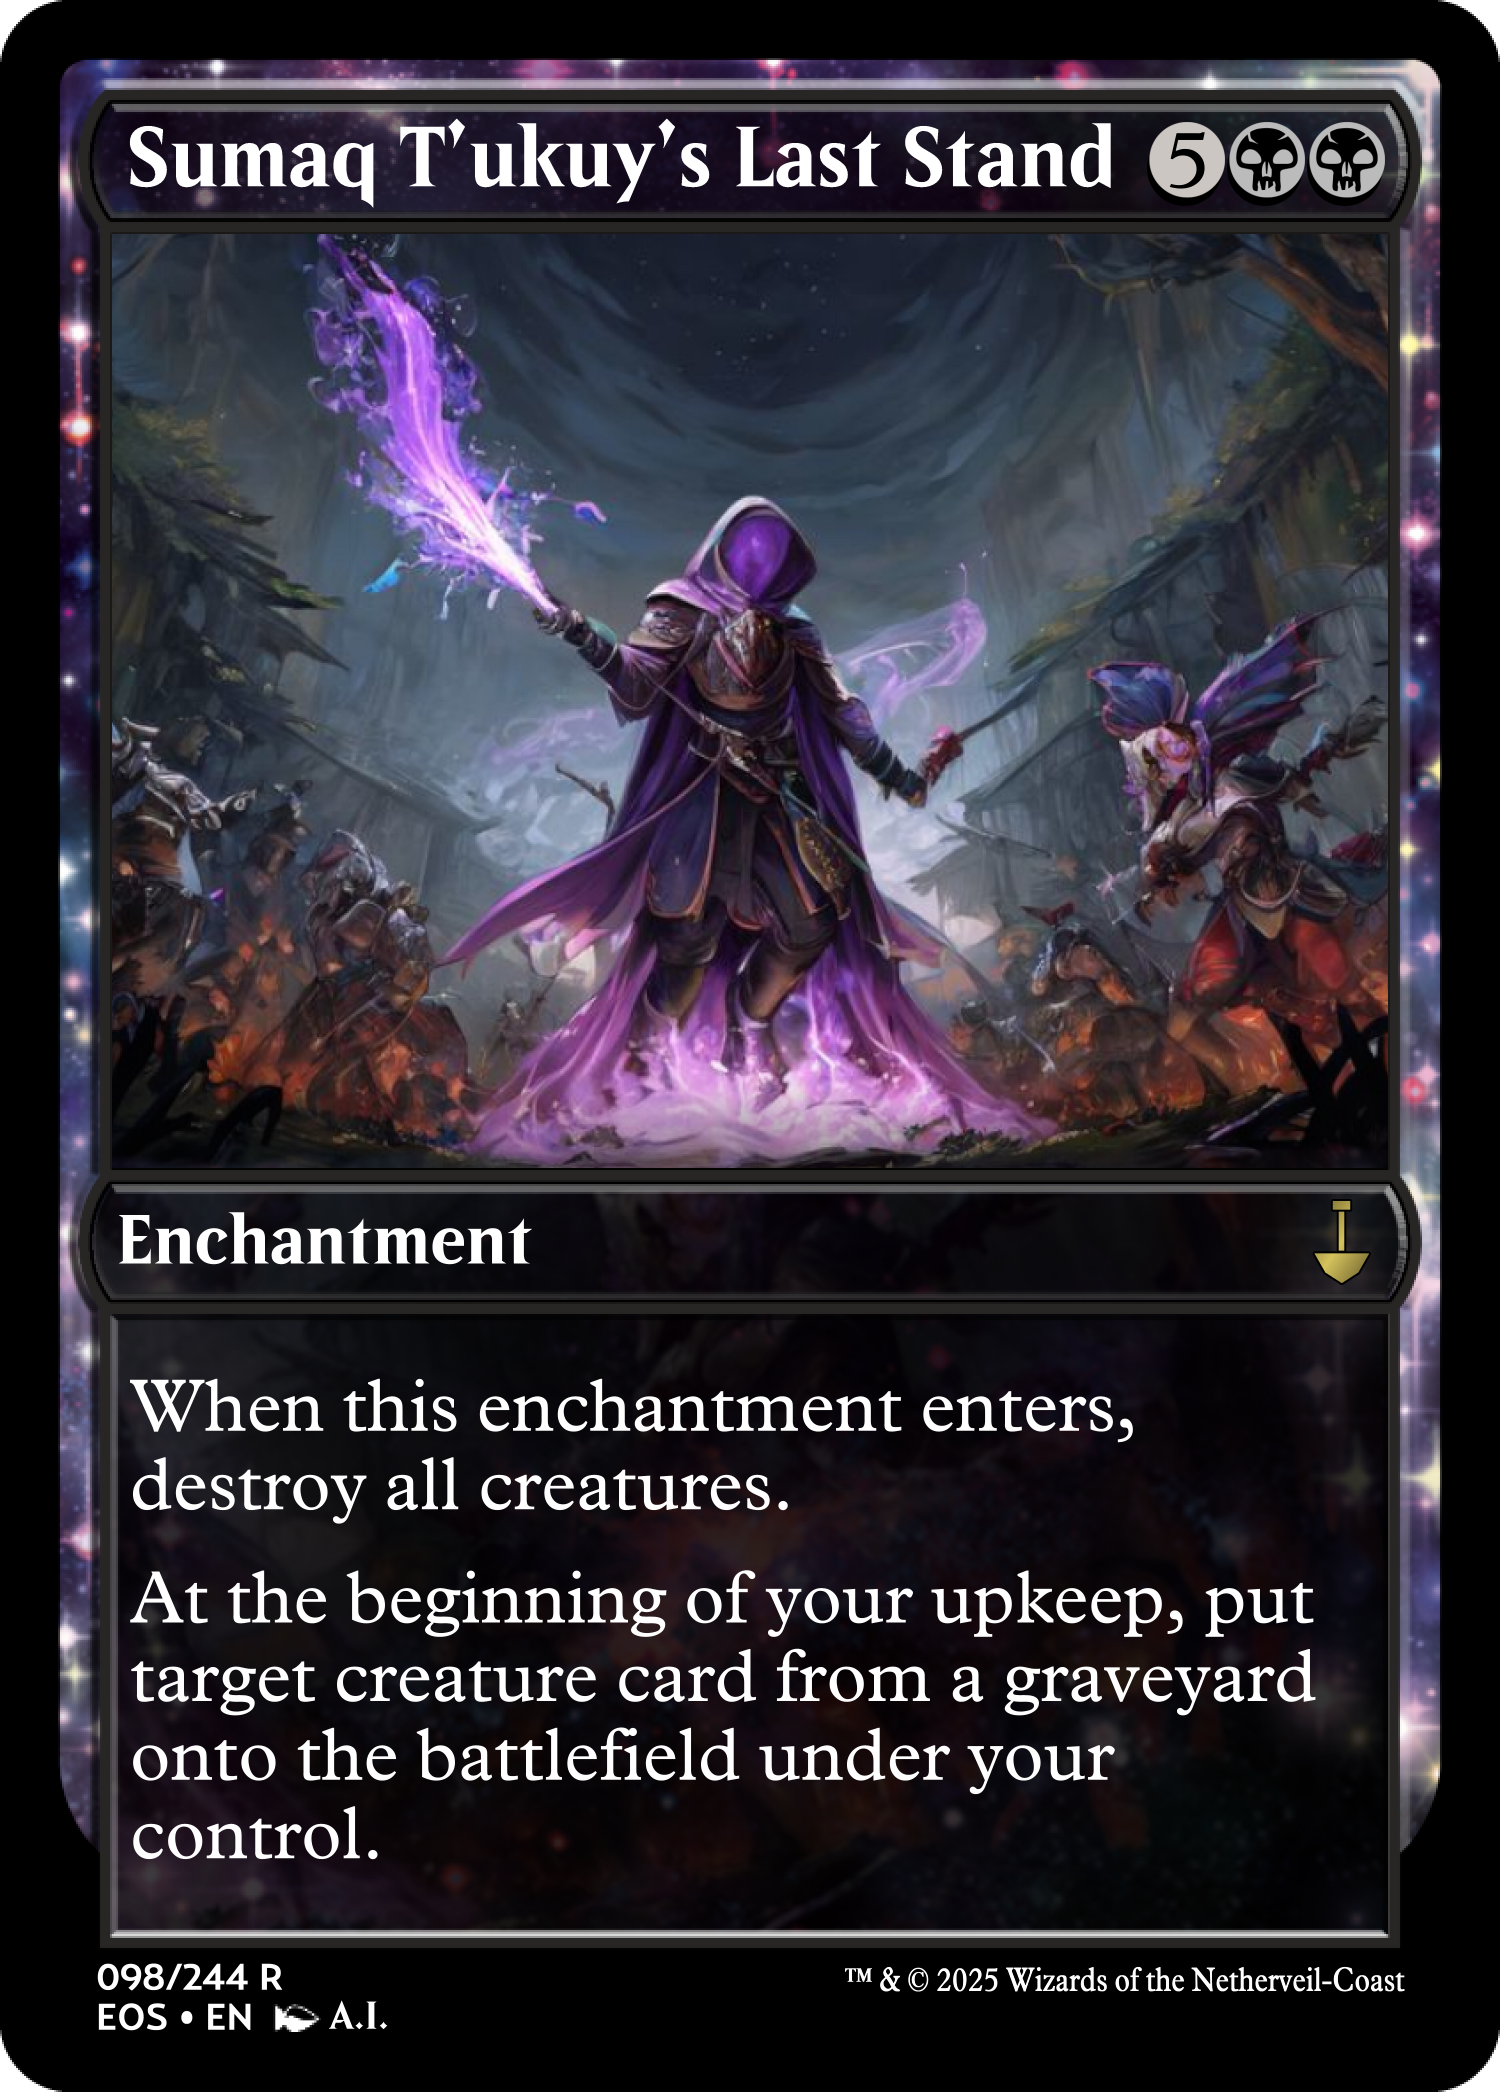 Sumaq T'ukuy's Last Stand 5
Enchantment
When this enchantment enters,
destroy all creatures.
At the beginning of your upkeep, put
target creature card from a graveyard
onto the battlefield under your
control.
098/244 R
EOS • EN A.I.
™ & © 2025 Wizards of the Netherveil-Coast